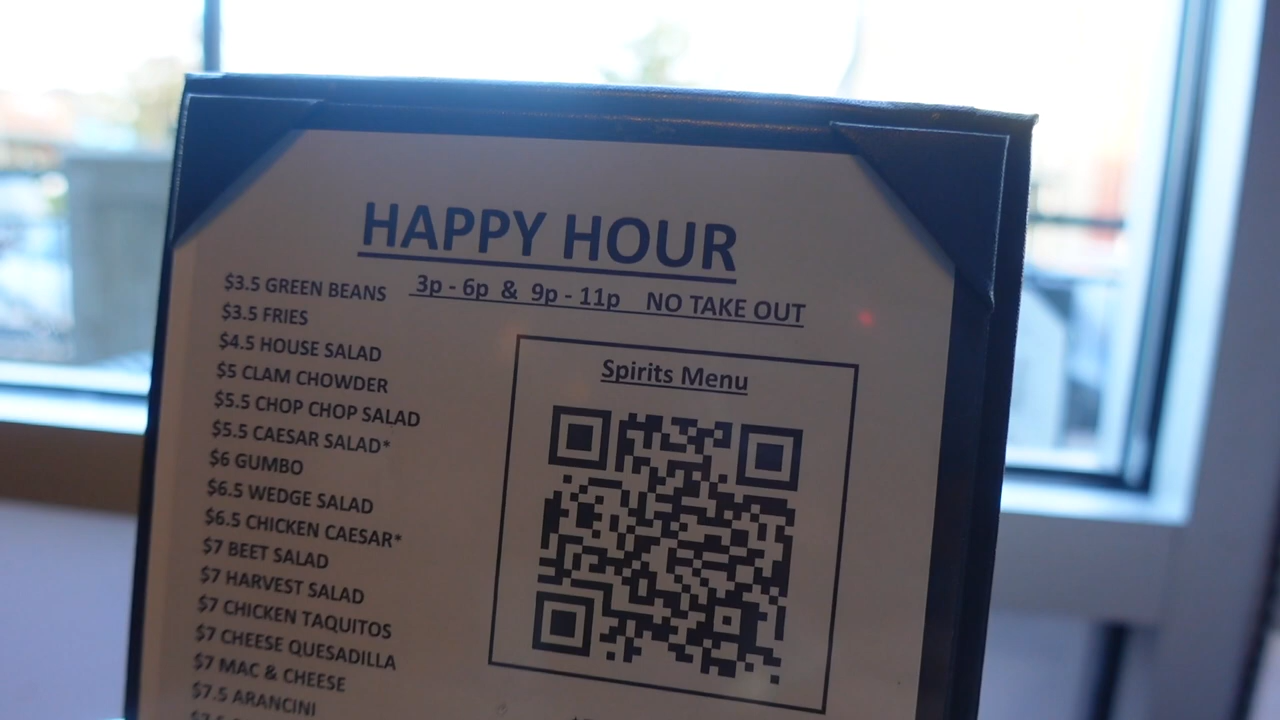 HAPPY HOUR
3p - 6p & 9p - 11p NO TAKE OUT
$3.5 GREEN BEANS
$3.5 FRIES
$4.5 HOUSE SALAD
$5 CLAM CHOWDER
$5.5 CHOP CHOP SALAD
$5.5 CAESAR SALAD*
$6 GUMBO
$6.5 WEDGE SALAD
$6.5 CHICKEN CAESAR*
$7 BEET SALAD
$7 HARVEST SALAD
$7 CHICKEN TAQUITOS
$7 CHEESE QUESADILLA
$7 MAC & CHEESE
$7.5 ARANCINI
Spirits Menu